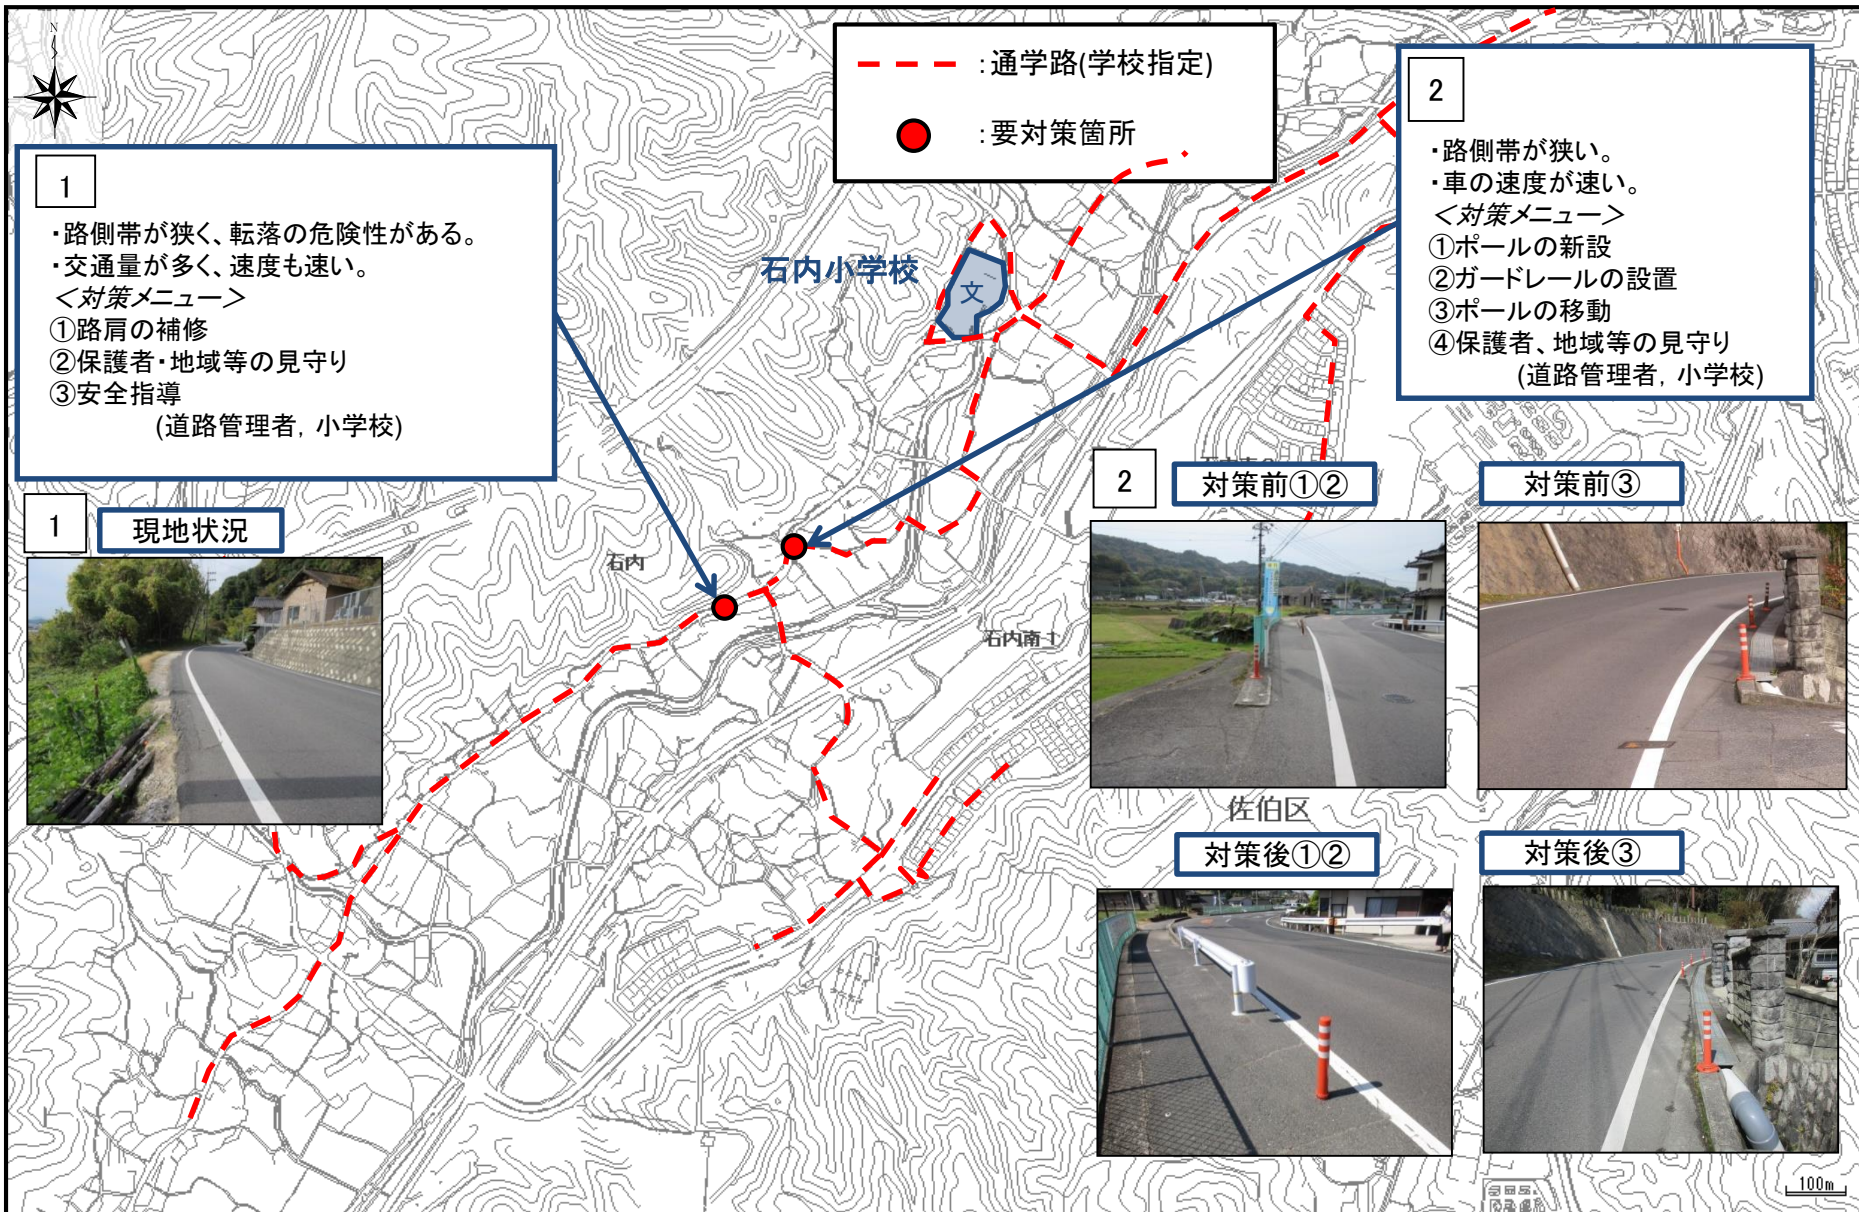 N
：通学路(学校指定)
：要対策箇所
1
・路側帯が狭く、転落の危険性がある。
・交通量が多く、速度も速い。
＜対策メニュー＞
①路肩の補修
②保護者・地域等の見守り
③安全指導
(道路管理者, 小学校)
2
・路側帯が狭い。
・車の速度が速い。
＜対策メニュー＞
①ポールの新設
②ガードレールの設置
③ポールの移動
④保護者、地域等の見守り
(道路管理者, 小学校)
石内小学校
文
1
現地状況
2
対策前①②
対策前③
石内
石内南1
佐伯区
対策後①②
対策後③
100m